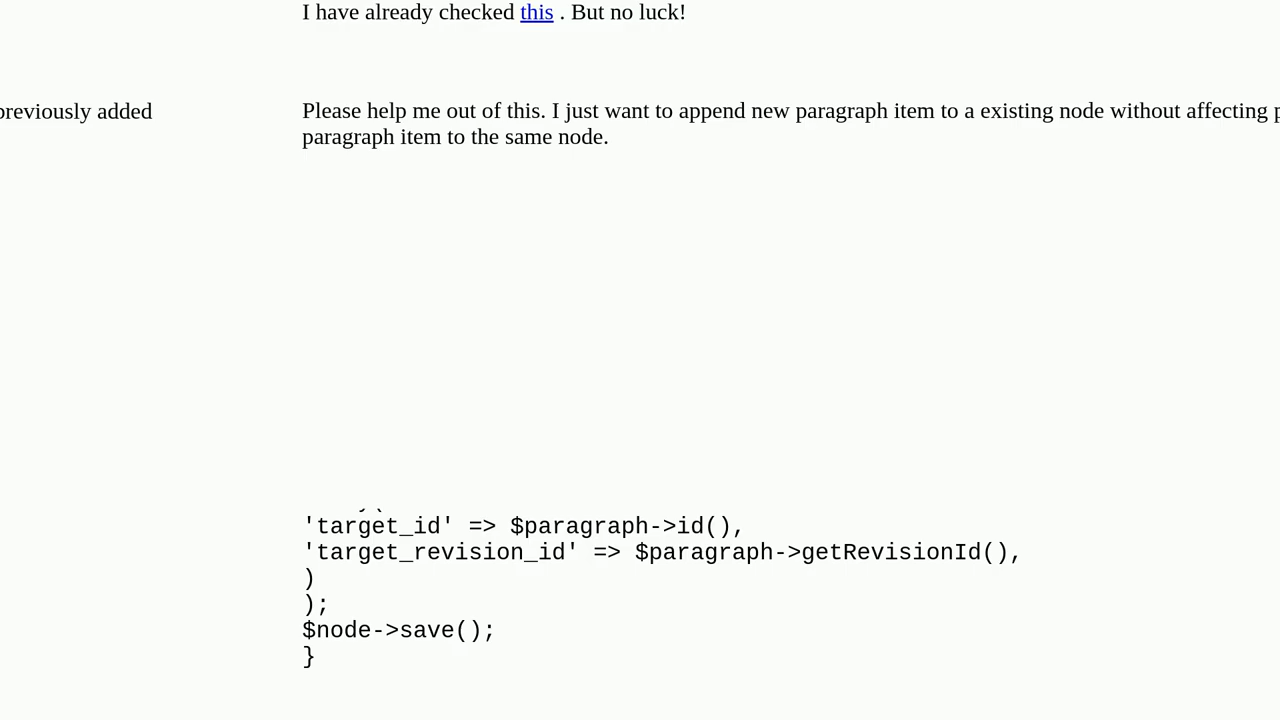 I have already checked this . But no luck!
previously added
Please help me out of this. I just want to append new paragraph item to a existing node without affecting
paragraph item to the same node.
'target_id' => $paragraph->id(),
'target_revision_id' => $paragraph->getRevisionId(),
)
);
$node->save();
}